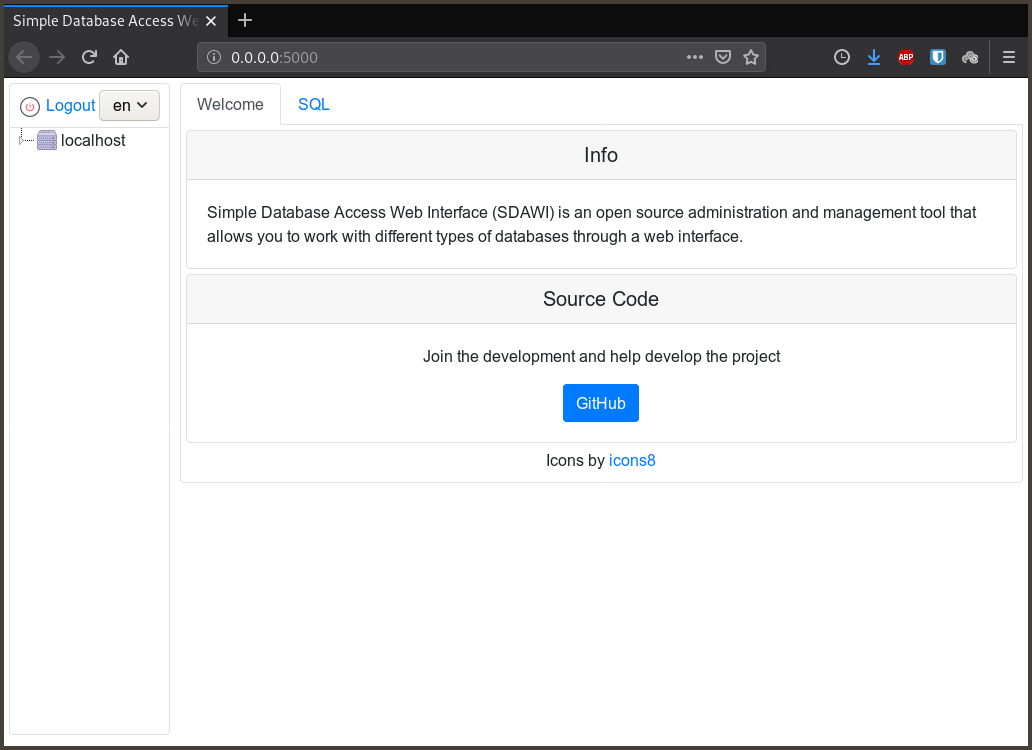 Simple Database Access We
0.0.0.0:5000
ABP
Logout
en
localhost
Welcome
SQL
Info
Simple Database Access Web Interface (SDAWI) is an open source administration and management tool that
allows you to work with different types of databases through a web interface.
Source Code
Join the development and help develop the project
GitHub
Icons by icons8